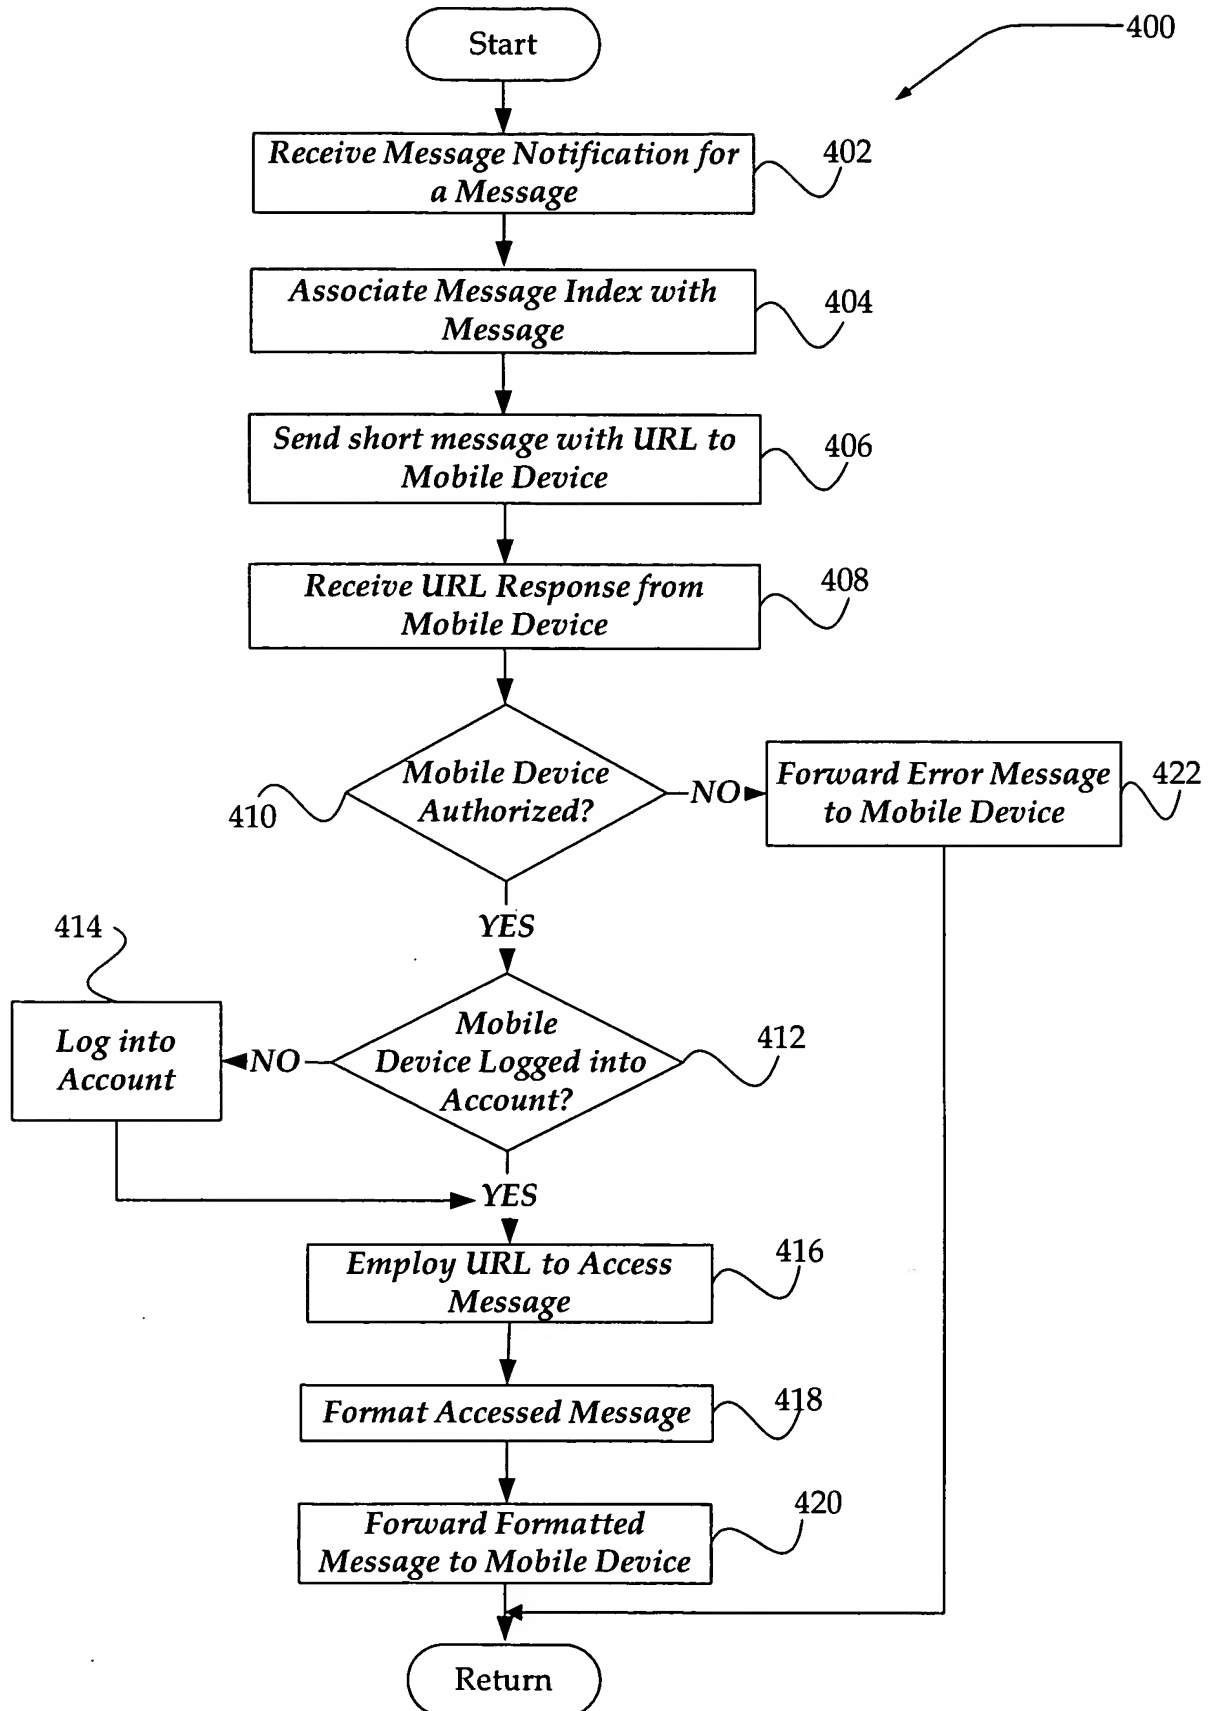 Start
400
Receive Message Notification for
a Message
402
Associate Message Index with
Message
404
Send short message with URL to
Mobile Device
406
Receive URL Response from
Mobile Device
408
Mobile Device
Authorized?
410
NO
Forward Error Message
to Mobile Device
422
YES
414
Log into
Account
NO
Mobile
Device Logged into
Account?
412
YES
Employ URL to Access
Message
416
Format Accessed Message
418
Forward Formatted
Message to Mobile Device
420
Return